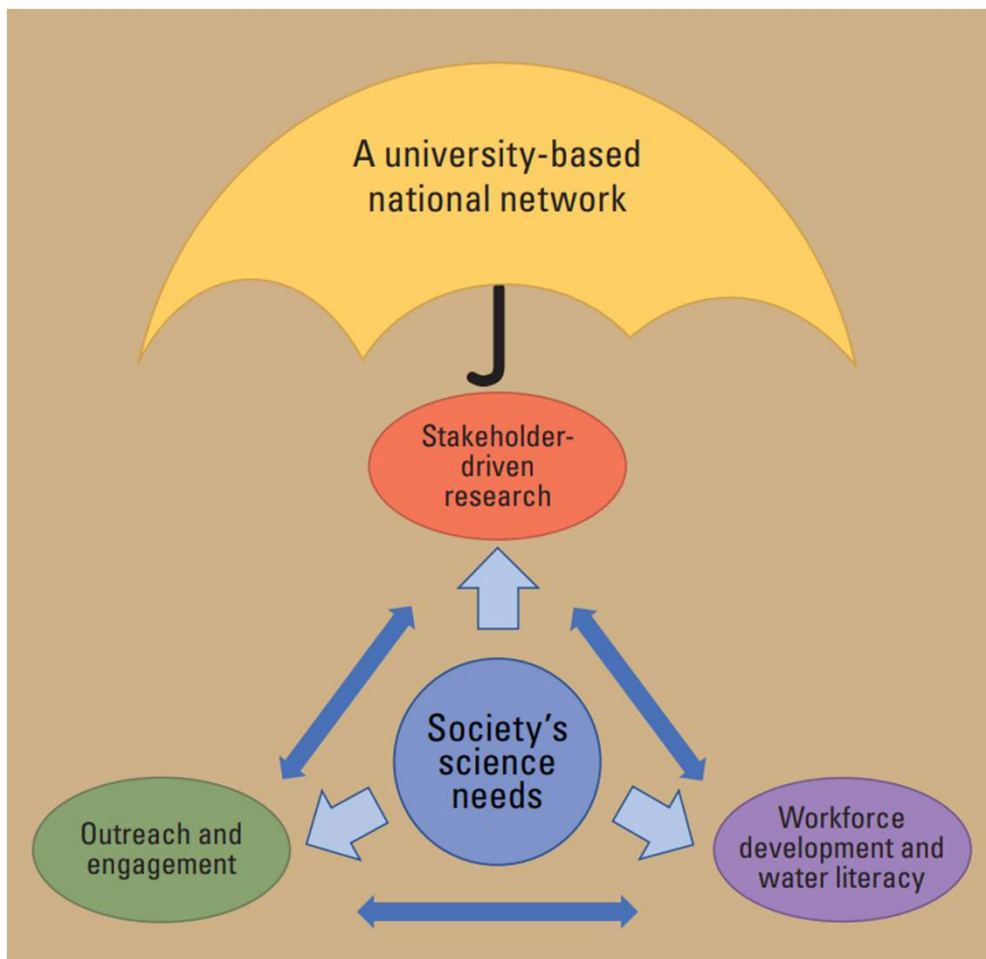 A university-based
national network
Stakeholder-
driven
research
Society’s
science
needs
Outreach and
engagement
Workforce
development and
water literacy